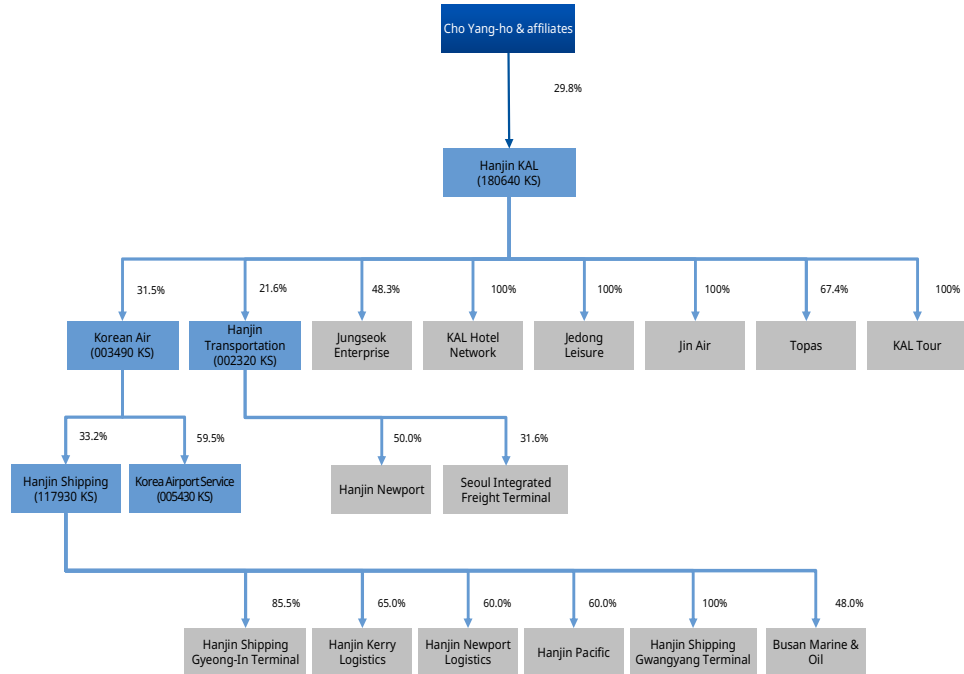 Cho Yang-ho & affiliates
29.8%
Hanjin KAL
(180640 KS)
31.5%
21.6%
48.3%
100%
100%
100%
67.4%
100%
Korean Air
(003490 KS)
Hanjin
Transportation
(002320 KS)
Jungseok
Enterprise
KAL Hotel
Network
Jedong
Leisure
Jin Air
Topas
KAL Tour
33.2%
59.5%
50.0%
31.6%
Hanjin Shipping
(117930 KS)
Korea Airport Service
(005430 KS)
Hanjin Newport
Seoul Integrated
Freight Terminal
85.5%
65.0%
60.0%
60.0%
100%
48.0%
Hanjin Shipping
Gyeong-In Terminal
Hanjin Kerry
Logistics
Hanjin Newport
Logistics
Hanjin Pacific
Hanjin Shipping
Gwangyang Terminal
Busan Marine &
Oil